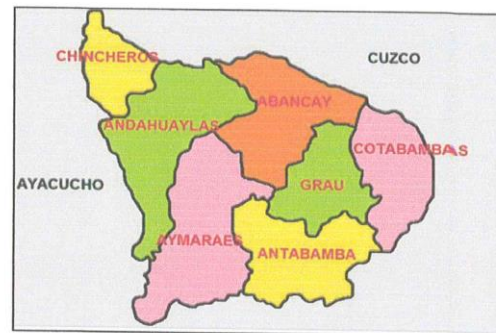 CHINCHEROS
CUZCO
ABANCAY
ANDAHUAYLAS
COTABAMBAS
AYACUCHO
GRAU
AYMARAES
ANTABAMBA